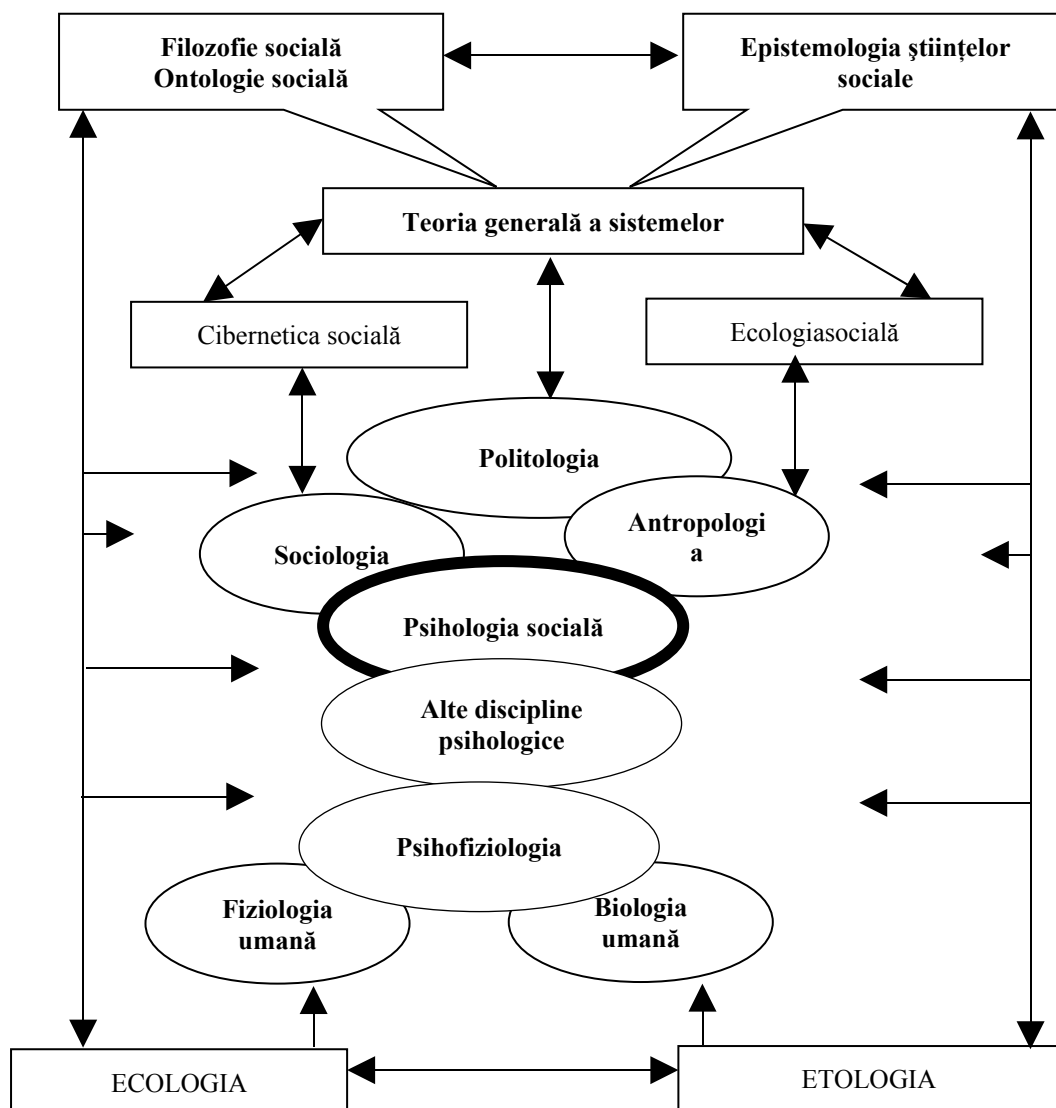 Filozofie socială
Ontologie socială
Epistemologia ştiințelor
sociale
Teoria generală a sistemelor
Cibernetica socială
Ecologiasocială
Politologia
Antropologi
a
Sociologia
Psihologia socială
Alte discipline
psihologice
Psihofiziologia
Fiziologia
umană
Biologia
umană
ECOLOGIA
ETOLOGIA